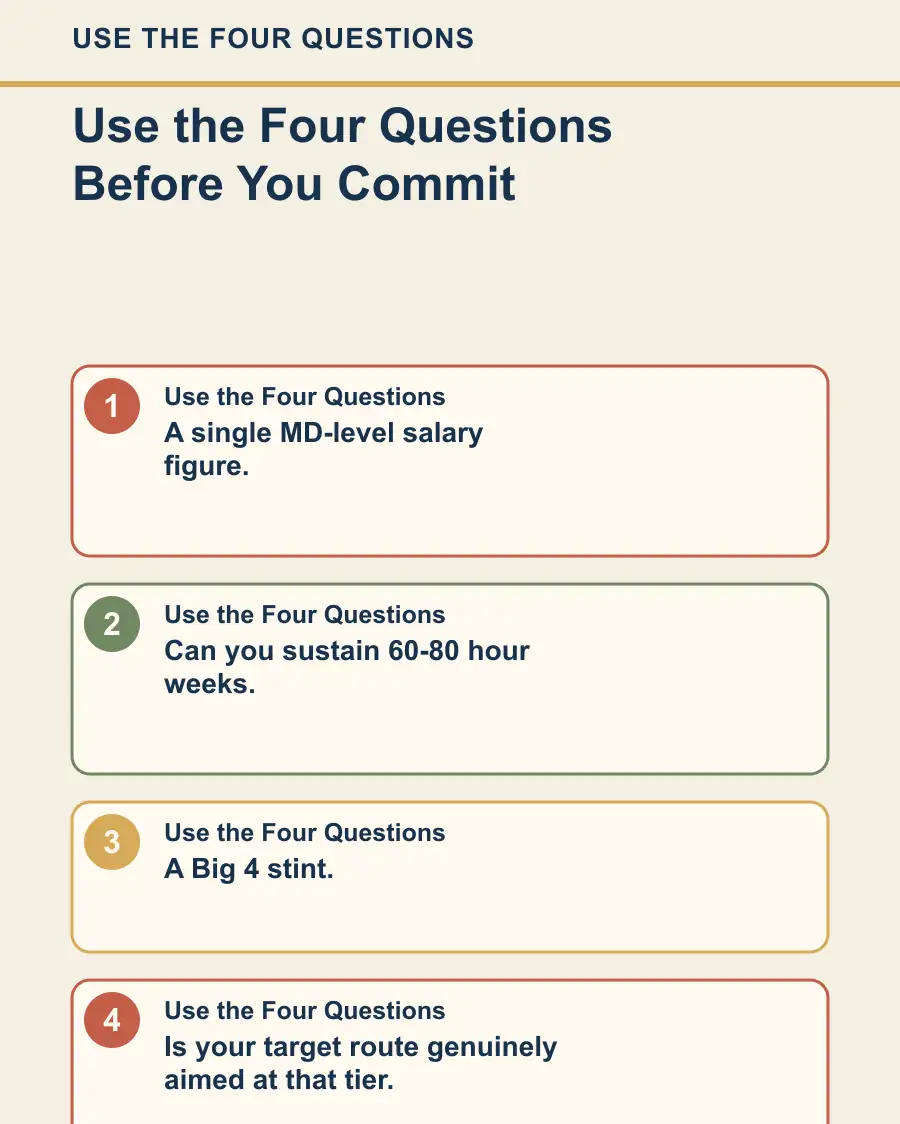 USE THE FOUR QUESTIONS
Use the Four Questions
Before You Commit
1
Use the Four Questions
A single MD-level salary
figure.
2
Use the Four Questions
Can you sustain 60-80 hour
weeks.
3
Use the Four Questions
A Big 4 stint.
4
Use the Four Questions
Is your target route genuinely
aimed at that tier.